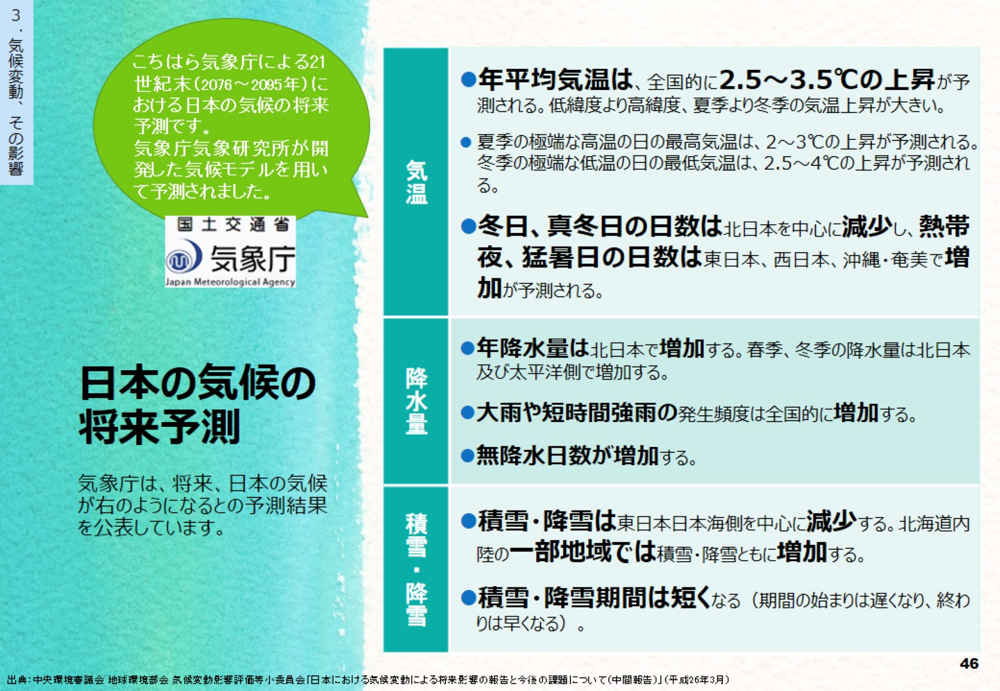 3．気候変動、その影響
こちはら気象庁による21
世紀末（2076～2095年）に
おける日本の気候の将来
予測です。
気象庁気象研究所が開
発した気候モデルを用い
て予測されました。
国土交通省
気象庁
Japan Meteorological Agency
日本の気候の
将来予測
気象庁は、将来、日本の気候
が右のようになるとの予測結果
を公表しています。
気温
●年平均気温は、全国的に2.5～3.5℃の上昇が予
測される。低緯度より高緯度、夏季より冬季の気温上昇が大きい。
●夏季の極端な高温の日の最高気温は、2～3℃の上昇が予測される。
冬季の極端な低温の日の最低気温は、2.5～4℃の上昇が予測され
る。
●冬日、真冬日の日数は北日本を中心に減少し、熱帯
夜、猛暑日の日数は東日本、西日本、沖縄・奄美で増
加が予測される。
降水量
●年降水量は北日本で増加する。春季、冬季の降水量は北日本
及び太平洋側で増加する。
●大雨や短時間強雨の発生頻度は全国的に増加する。
●無降水日数が増加する。
積雪・降雪
●積雪・降雪は東日本日本海側を中心に減少する。北海道内
陸の一部地域では積雪・降雪ともに増加する。
●積雪・降雪期間は短くなる（期間の始まりは遅くなり、終わ
りは早くなる）。
46
出典：中央環境審議会 地球環境部会 気候変動影響評価等小委員会「日本における気候変動による将来影響の報告と今後の課題について（中間報告）」（平成26年3月）